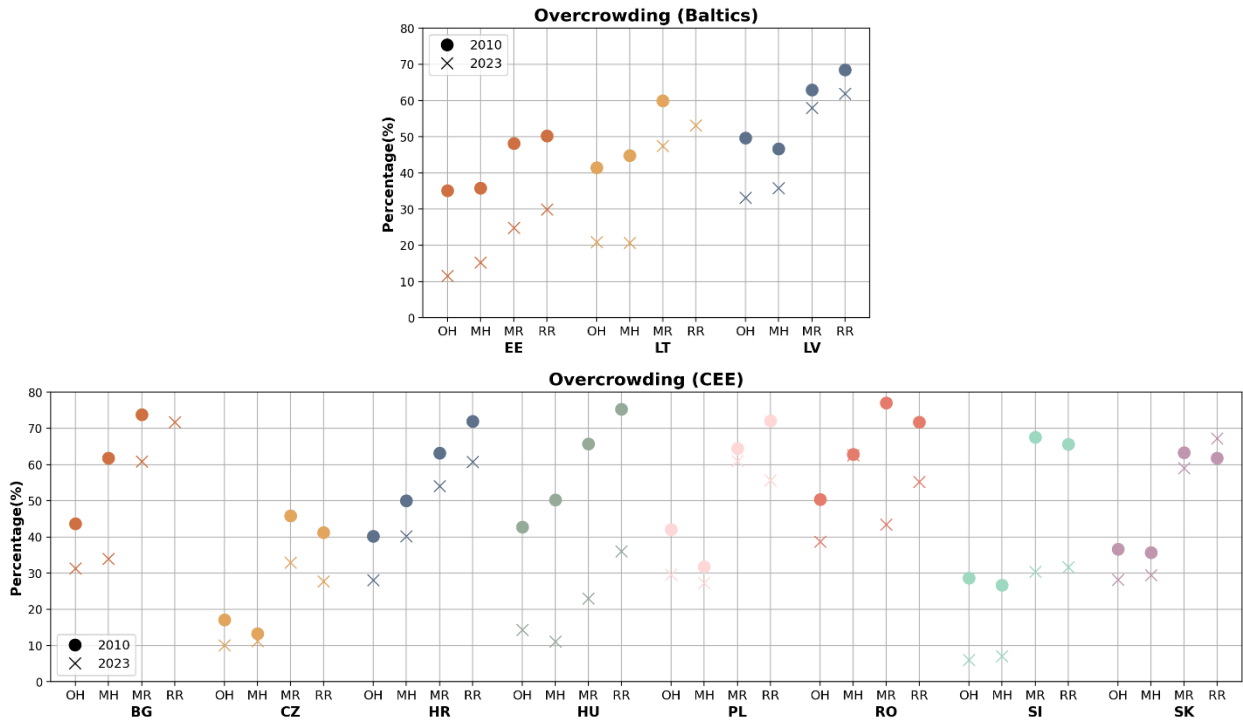 Overcrowding (Baltics)
Percentage(%)
80
70
60
50
40
30
20
10
0
2010
2023
OH MH MR RR OH MH MR RR OH MH MR RR
EE LT LV
Overcrowding (CEE)
Percentage(%)
80
70
60
50
40
30
20
10
0
2010
2023
OH MH MR RR OH MH MR RR OH MH MR RR OH MH MR RR OH MH MR RR OH MH MR RR OH MH MR RR OH MH MR RR
BG CZ HR HU PL RO SI SK